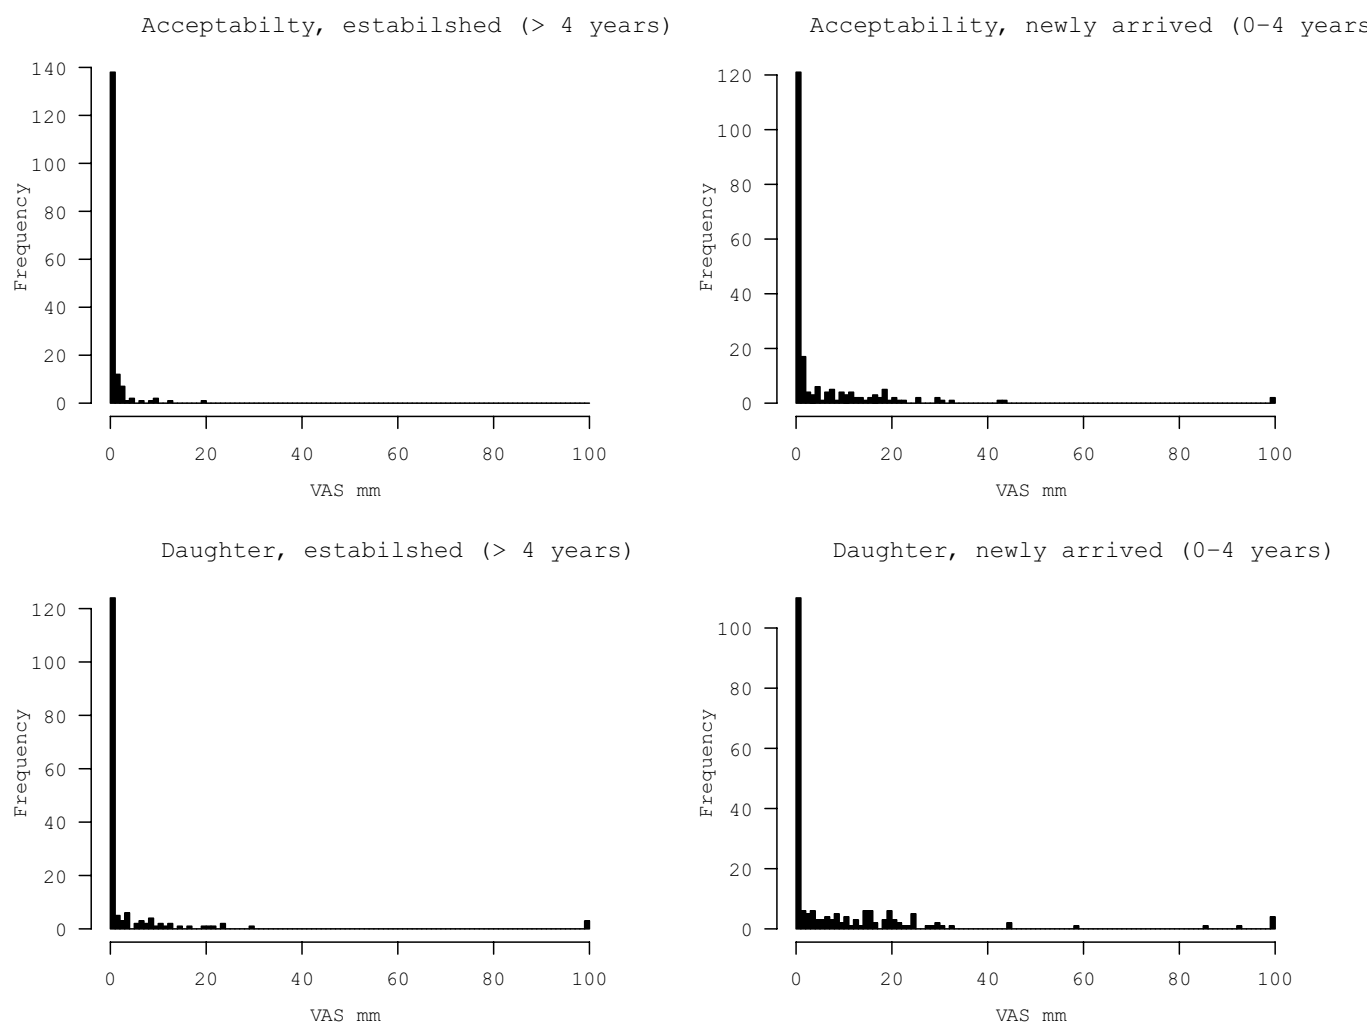 Acceptabilty, estabilshed (> 4 years)
140
120
100
80
60
40
20
0
Frequency
0 20 40 60 80 100
VAS mm
Acceptability, newly arrived (0−4 years
120
100
80
60
40
20
0
Frequency
0 20 40 60 80 100
VAS mm
Daughter, estabilshed (> 4 years)
120
100
80
60
40
20
0
Frequency
0 20 40 60 80 100
VAS mm
Daughter, newly arrived (0−4 years)
100
80
60
40
20
0
Frequency
0 20 40 60 80 100
VAS mm